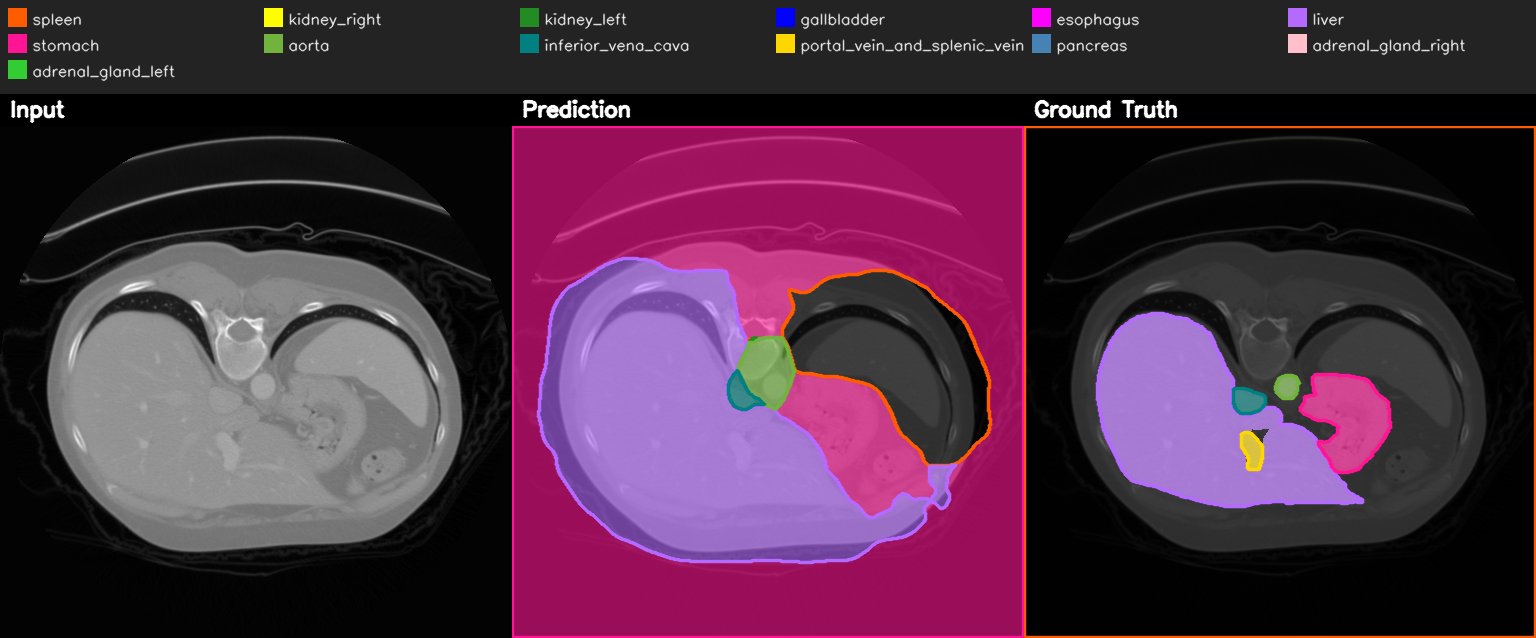 spleen kidney_right kidney_left gallbladder esophagus liver
stomach aorta inferior_vena_cava portal_vein_and_splenic_vein pancreas adrenal_gland_right
adrenal_gland_left
Input Prediction Ground Truth